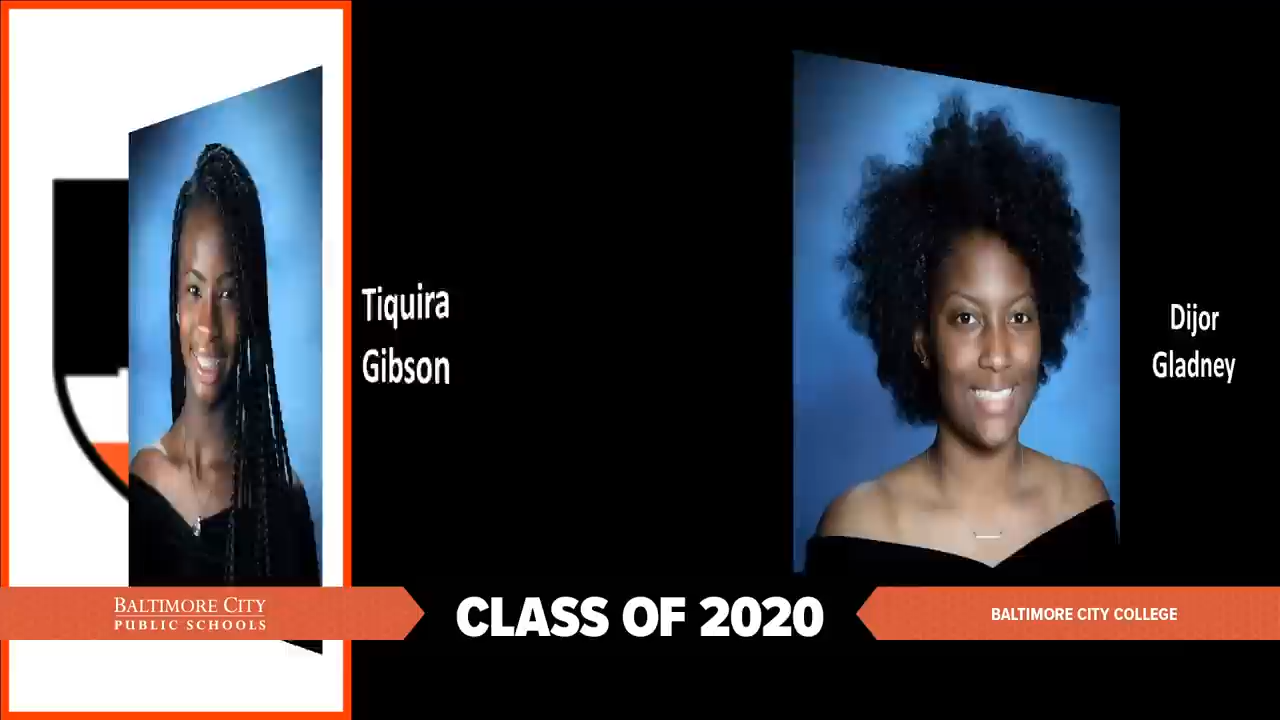 Tiquira
Gibson
Dijor
Gladney
BALTIMORE CITY
PUBLIC SCHOOLS
CLASS OF 2020
BALTIMORE CITY COLLEGE